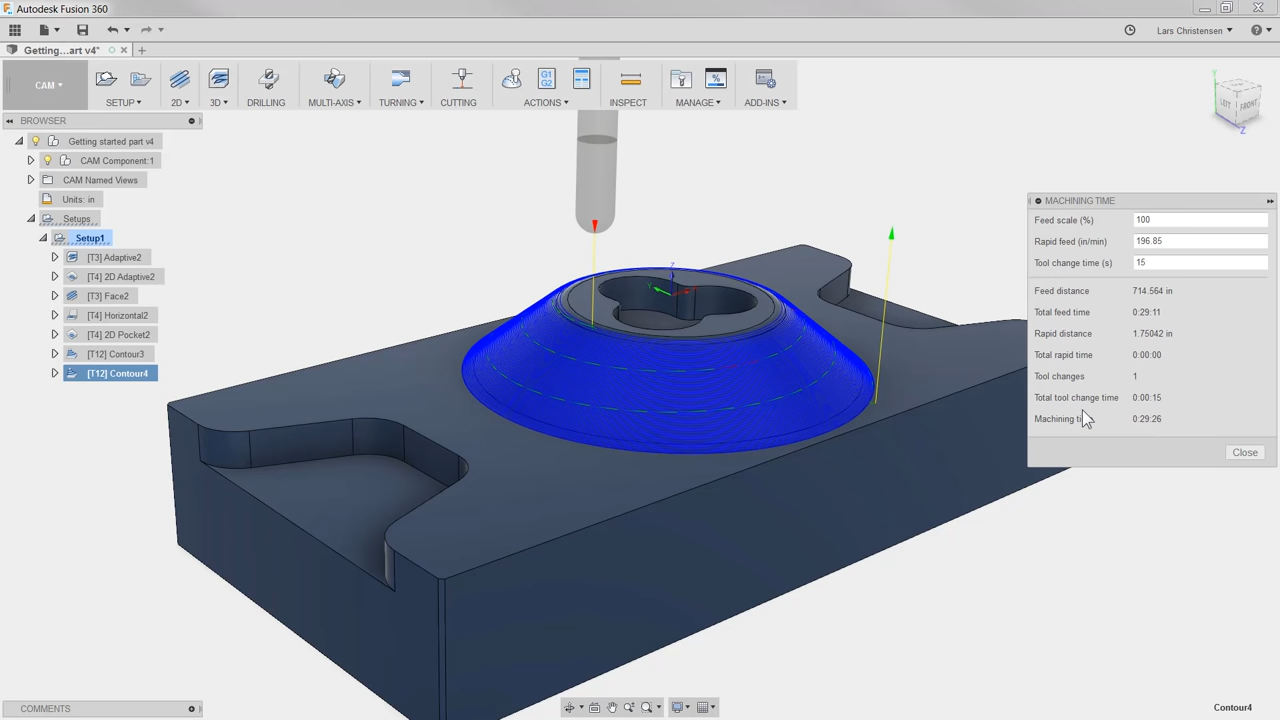 Autodesk Fusion 360
Lars Christensen
Getting...art v4*
CAM
SETUP
2D
3D
DRILLING
MULTI-AXIS
TURNING
CUTTING
G1
G2
ACTIONS
INSPECT
MANAGE
ADD-INS
BROWSER
Getting started part v4
CAM Component:1
CAM Named Views
Units: in
Setups
Setup1
[T3] Adaptive2
[T4] 2D Adaptive2
[T3] Face2
[T4] Horizontal2
[T4] 2D Pocket2
[T12] Contour3
[T12] Contour4
Y
LEFT
FRONT
Z
Z
Y
MACHINING TIME
Feed scale (%) 100
Rapid feed (in/min) 196.85
Tool change time (s) 15
Feed distance 714.564 in
Total feed time 0:29:11
Rapid distance 1.75042 in
Total rapid time 0:00:00
Tool changes 1
Total tool change time 0:00:15
Machining 0:29:26
Close
COMMENTS
Contour4